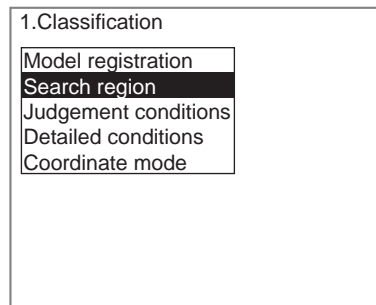 1.Classification
Model registration
Search region
Judgement conditions
Detailed conditions
Coordinate mode